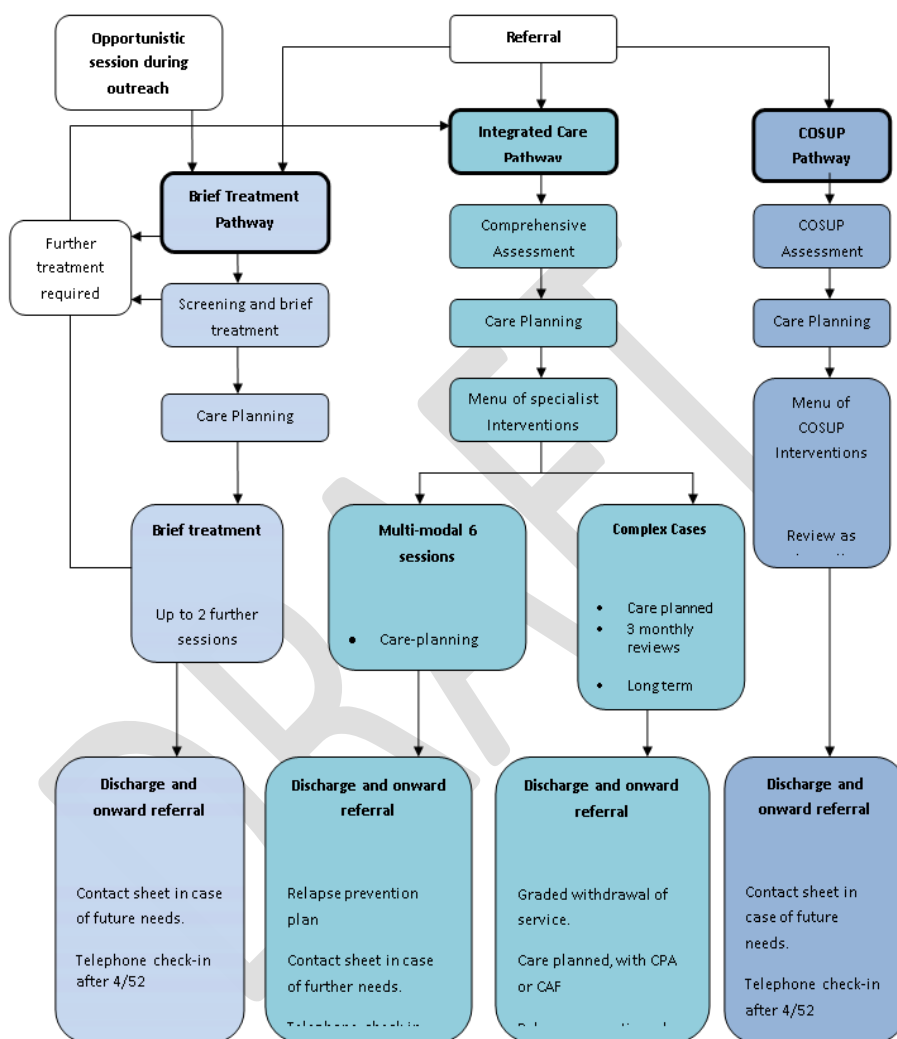 Opportunistic
session during
outreach
Referral
Integrated Care
Pathway
COSUP
Pathway
Brief Treatment
Pathway
Further
treatment
required
Comprehensive
Assessment
COSUP
Assessment
Screening and brief
treatment
Care Planning
Care Planning
Care Planning
Menu of specialist
Interventions
Menu of
COSUP
Interventions
Review as
Brief treatment
Up to 2 further
sessions
Multi-modal 6
sessions
• Care-planning
Complex Cases
• Care planned
• 3 monthly
reviews
• Long term
Discharge and
onward referral
Contact sheet in case
of future needs.
Telephone check-in
after 4/52
Discharge and onward
referral
Relapse prevention
plan
Contact sheet in case
of further needs.
Telephone check-in
Discharge and onward
referral
Graded withdrawal of
service.
Care planned, with CPA
or CAF
Discharge and
onward referral
Contact sheet in
case of future
needs.
Telephone check-in
after 4/52
DRAFT